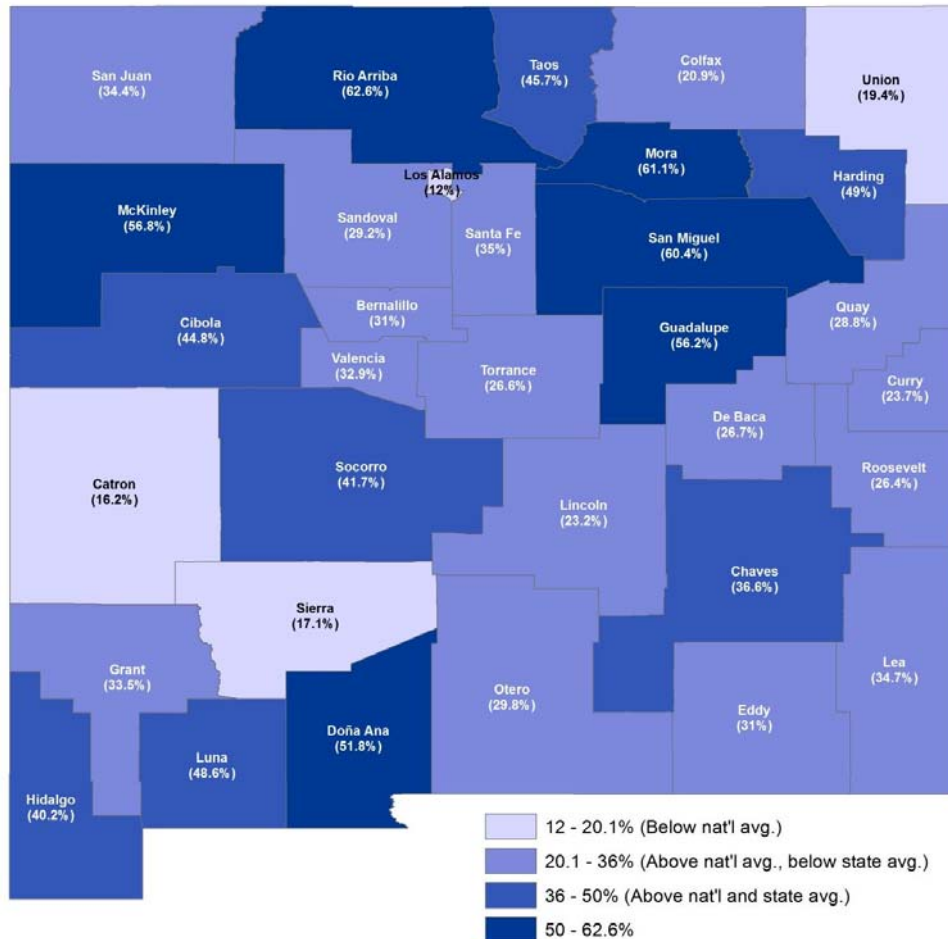 San Juan
(34.4%)
Rio Arriba
(62.6%)
Taos
(45.7%)
Colfax
(20.9%)
Union
(19.4%)
Mora
(61.1%)
Harding
(49%)
Los Alamos
(12%)
McKinley
(56.8%)
Sandoval
(29.2%)
Santa Fe
(35%)
San Miguel
(60.4%)
Quay
(28.8%)
Bernalillo
(31%)
Cibola
(44.8%)
Guadalupe
(56.2%)
Valencia
(32.9%)
Torrance
(26.6%)
Curry
(23.7%)
De Baca
(26.7%)
Roosevelt
(26.4%)
Catron
(16.2%)
Socorro
(41.7%)
Lincoln
(23.2%)
Chaves
(36.6%)
Sierra
(17.1%)
Grant
(33.5%)
Lea
(34.7%)
Otero
(29.8%)
Eddy
(31%)
Doña Ana
(51.8%)
Luna
(48.6%)
Hidalgo
(40.2%)
12 - 20.1% (Below nat'l avg.)
20.1 - 36% (Above nat'l avg., below state avg.)
36 - 50% (Above nat'l and state avg.)
50 - 62.6%